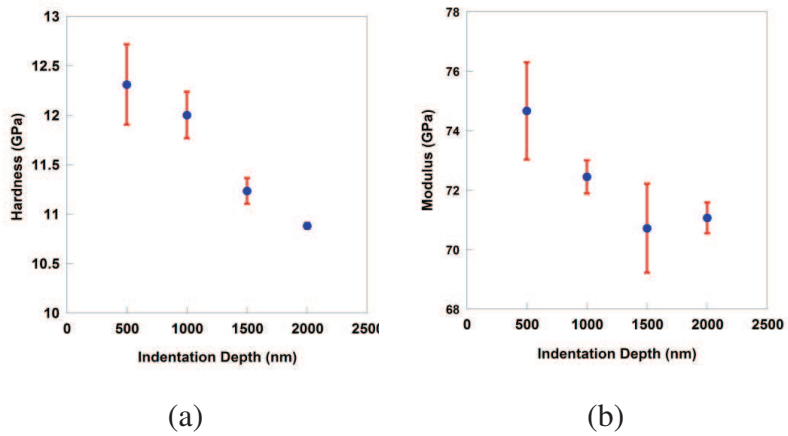 13
12.5
12
11.5
11
10.5
10
Hardness (GPa)
0 500 1000 1500 2000 2500
Indentation Depth (nm)
(a)
78
76
74
72
70
68
Modulus (GPa)
0 500 1000 1500 2000 2500
Indentation Depth (nm)
(b)